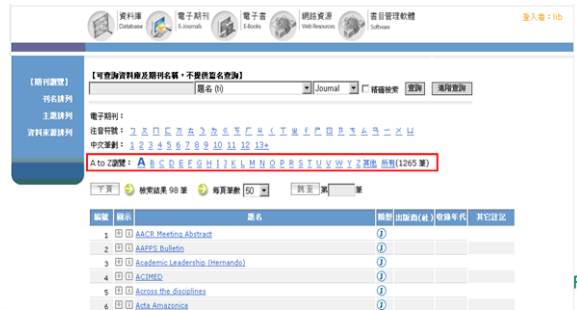 資料庫 Database 電子期刊 E-Journals 電子書 E-Books 網路資源 Web Resources 書目管理軟體 Software 登入者：lib
【可查詢資料庫及期刊名稱，不提供篇名查詢】
題名 (ti) Journal 精確檢索 查詢 進階查詢
【期刊瀏覽】
刊名排列
主題排列
資料來源排列
電子期刊：
注音符號：
中文筆劃： 1 2 3 4 5 6 7 8 9 10 11 12 13+
A to Z瀏覽： A B C D E F G H I J K L M N O P R S T U V W Y Z 其他 所有(1265 筆)
下頁 檢索結果 98 筆 每頁筆數 50 跳至 第 筆
編號 圖示 題名 類型 出版商(社) 收錄年代 其它註記
1 AACR Meeting Abstract
2 AAPPS Bulletin
3 Academic Leadership (Hernando)
4 ACIMED
5 Across the disciplines
6 Acta Amazonica